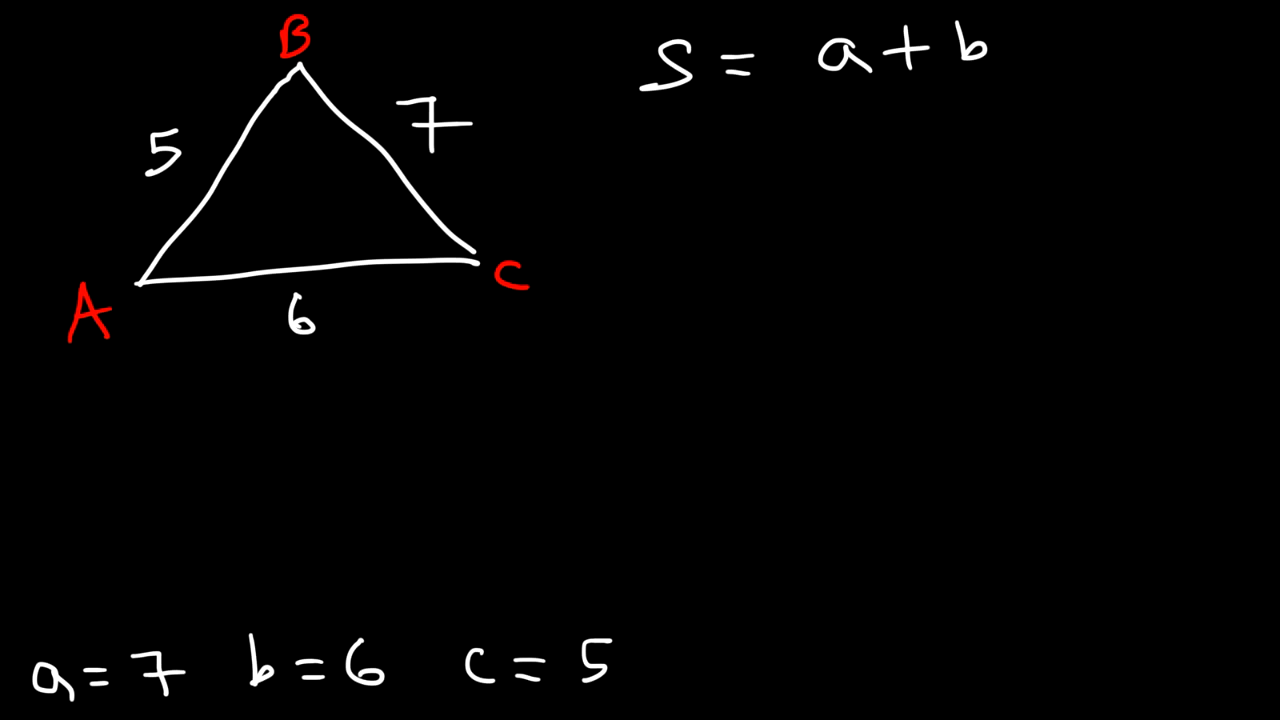 B
S = a + b
5
7
A
C
6
a = 7 b = 6 c = 5